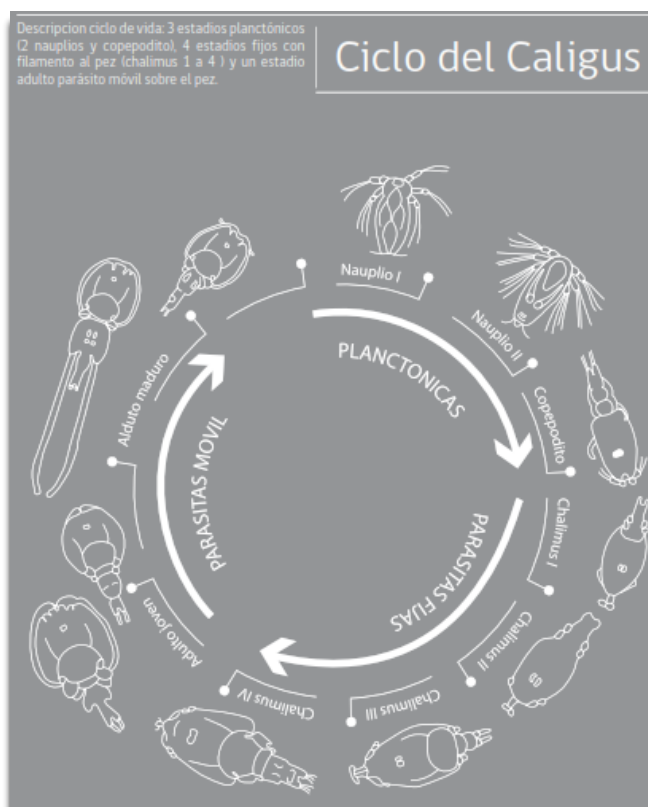 Descripcion ciclo de vida: 3 estadios planctónicos
(2 nauplios y copepodito), 4 estadios fijos con
filamento al pez (chalimus 1 a 4 ) y un estadio
adulto parásito móvil sobre el pez.
Ciclo del Caligus
Nauplio I
Nauplio II
Copepodito
Chalimus I
Chalimus II
Chalimus III
Chalimus IV
Adulto joven
Alduto maduro
PLANCTONICAS
PARASITAS FIJAS
PARASITAS MOVIL